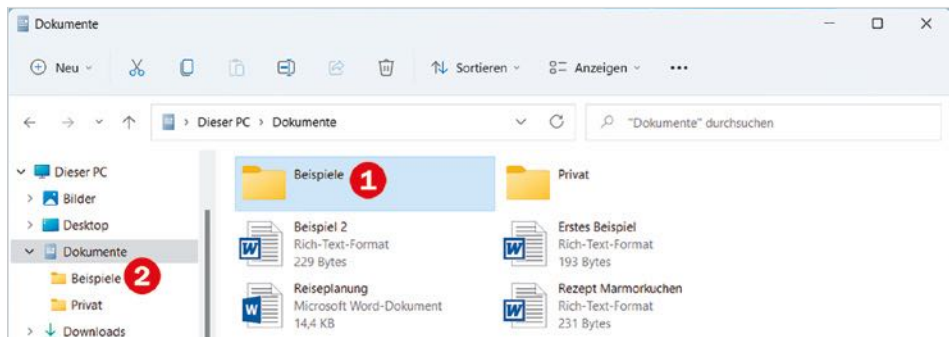 Dokumente
Neu
Sortieren
Anzeigen
Dieser PC > Dokumente
"Dokumente" durchsuchen
Dieser PC
Bilder
Desktop
Dokumente
Beispiele 2
Privat
Downloads
Beispiele 1
Privat
Beispiel 2
Rich-Text-Format
229 Bytes
Erstes Beispiel
Rich-Text-Format
193 Bytes
Reiseplanung
Microsoft Word-Dokument
14,4 KB
Rezept Marmorkuchen
Rich-Text-Format
231 Bytes